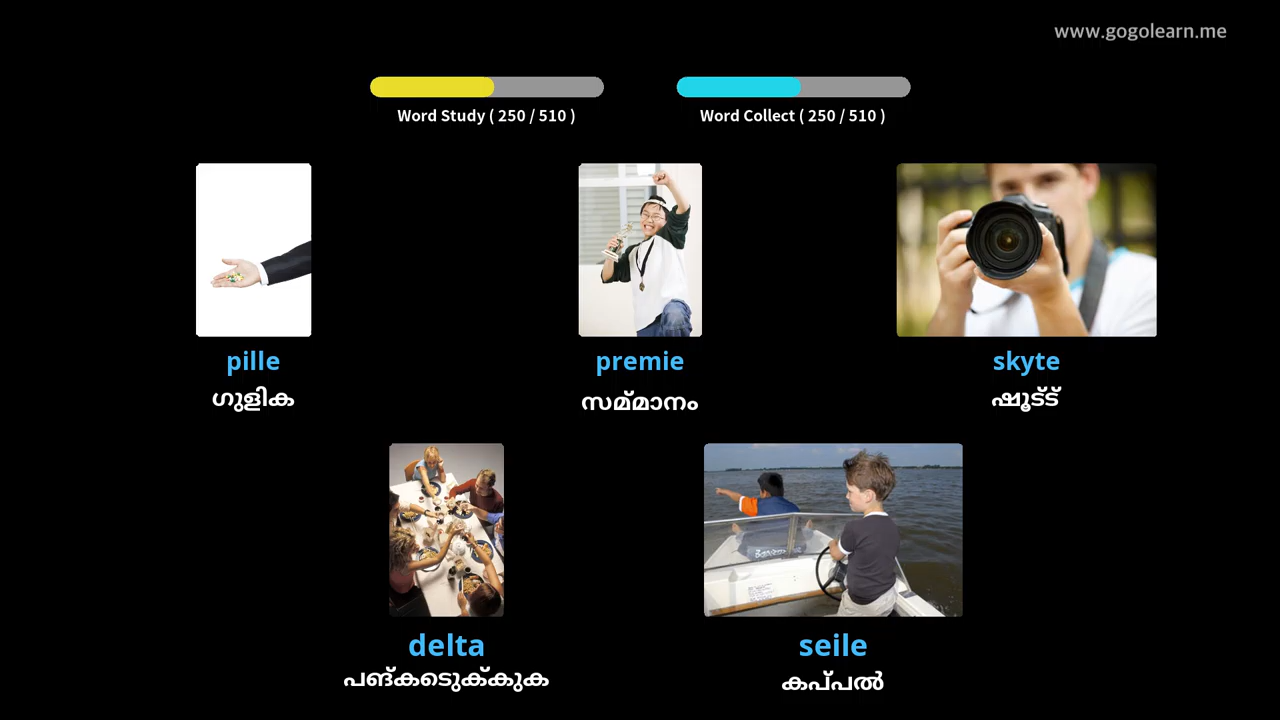 www.gogolearn.me
Word Study ( 250 / 510 )
Word Collect ( 250 / 510 )
pille
ഗുളിക
premie
സമ്മാനം
skyte
ഷൂട്ട്
delta
പങ്കെടുക്കുക
seile
കപ്പൽ